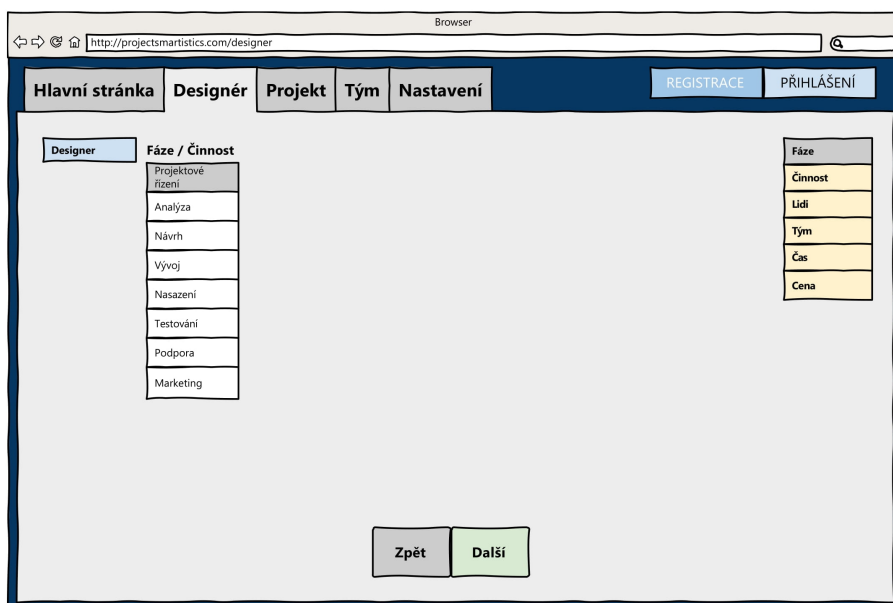 Browser
http://projectsmartistics.com/designer
Hlavní stránka
Designér
Projekt
Tým
Nastavení
REGISTRACE
PŘIHLÁŠENÍ
Designer
Fáze / Činnost
Projektové
řízení
Analýza
Návrh
Vývoj
Nasazení
Testování
Podpora
Marketing
Fáze
Činnost
Lidi
Tým
Čas
Cena
Zpět
Další